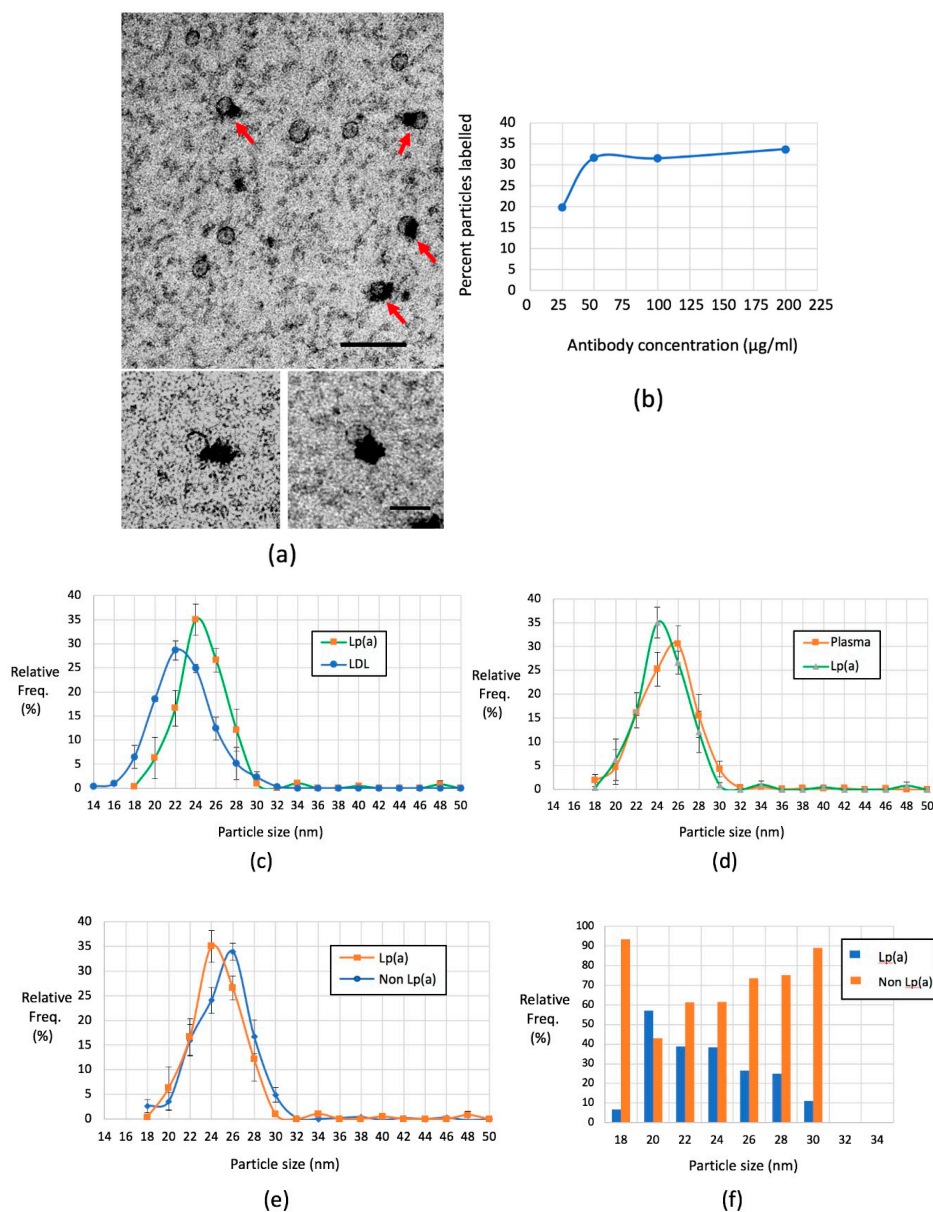 (a)
Percent particles labelled
40
35
30
25
20
15
10
5
0
0 25 50 75 100 125 150 175 200 225
Antibody concentration (µg/ml)
(b)
Relative
Freq.
(%)
40
35
30
25
20
15
10
5
0
14 16 18 20 22 24 26 28 30 32 34 36 38 40 42 44 46 48 50
Lp(a)
LDL
Particle size (nm)
(c)
Relative
Freq.
(%)
40
35
30
25
20
15
10
5
0
14 16 18 20 22 24 26 28 30 32 34 36 38 40 42 44 46 48 50
Plasma
Lp(a)
Particle size (nm)
(d)
Relative
Freq.
(%)
40
35
30
25
20
15
10
5
0
14 16 18 20 22 24 26 28 30 32 34 36 38 40 42 44 46 48 50
Lp(a)
Non Lp(a)
Particle size (nm)
(e)
Relative
Freq.
(%)
100
90
80
70
60
50
40
30
20
10
0
18 20 22 24 26 28 30 32 34
Lp(a)
Non Lp(a)
Particle size (nm)
(f)